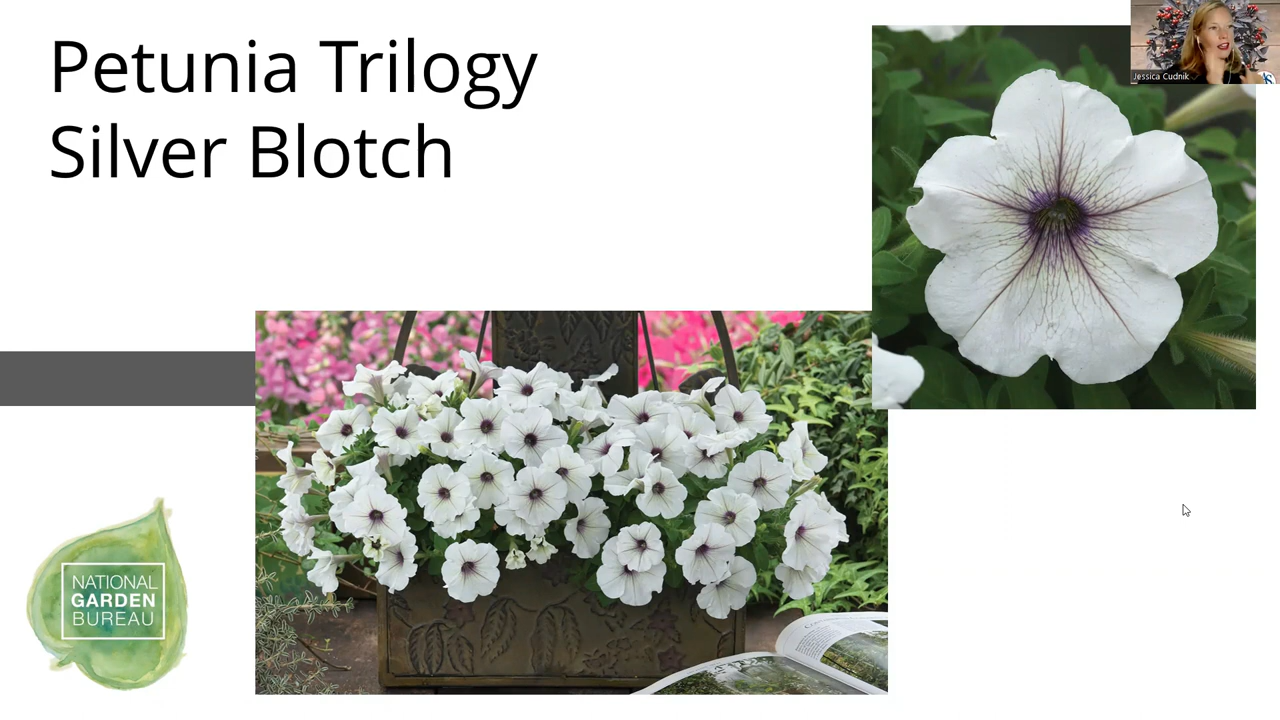 Petunia Trilogy
Silver Blotch
Jessica Cudnik
NATIONAL
GARDEN
BUREAU